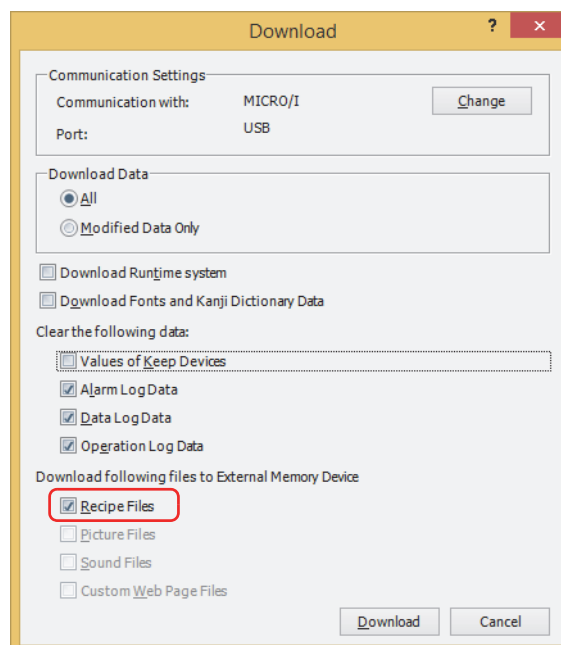 Download
?
×
Communication Settings
Communication with: MICRO/I Change
Port: USB
Download Data
All
Modified Data Only
Download Runtime system
Download Fonts and Kanji Dictionary Data
Clear the following data:
Values of Keep Devices
Alarm Log Data
Data Log Data
Operation Log Data
Download following files to External Memory Device
Recipe Files
Picture Files
Sound Files
Custom Web Page Files
Download Cancel